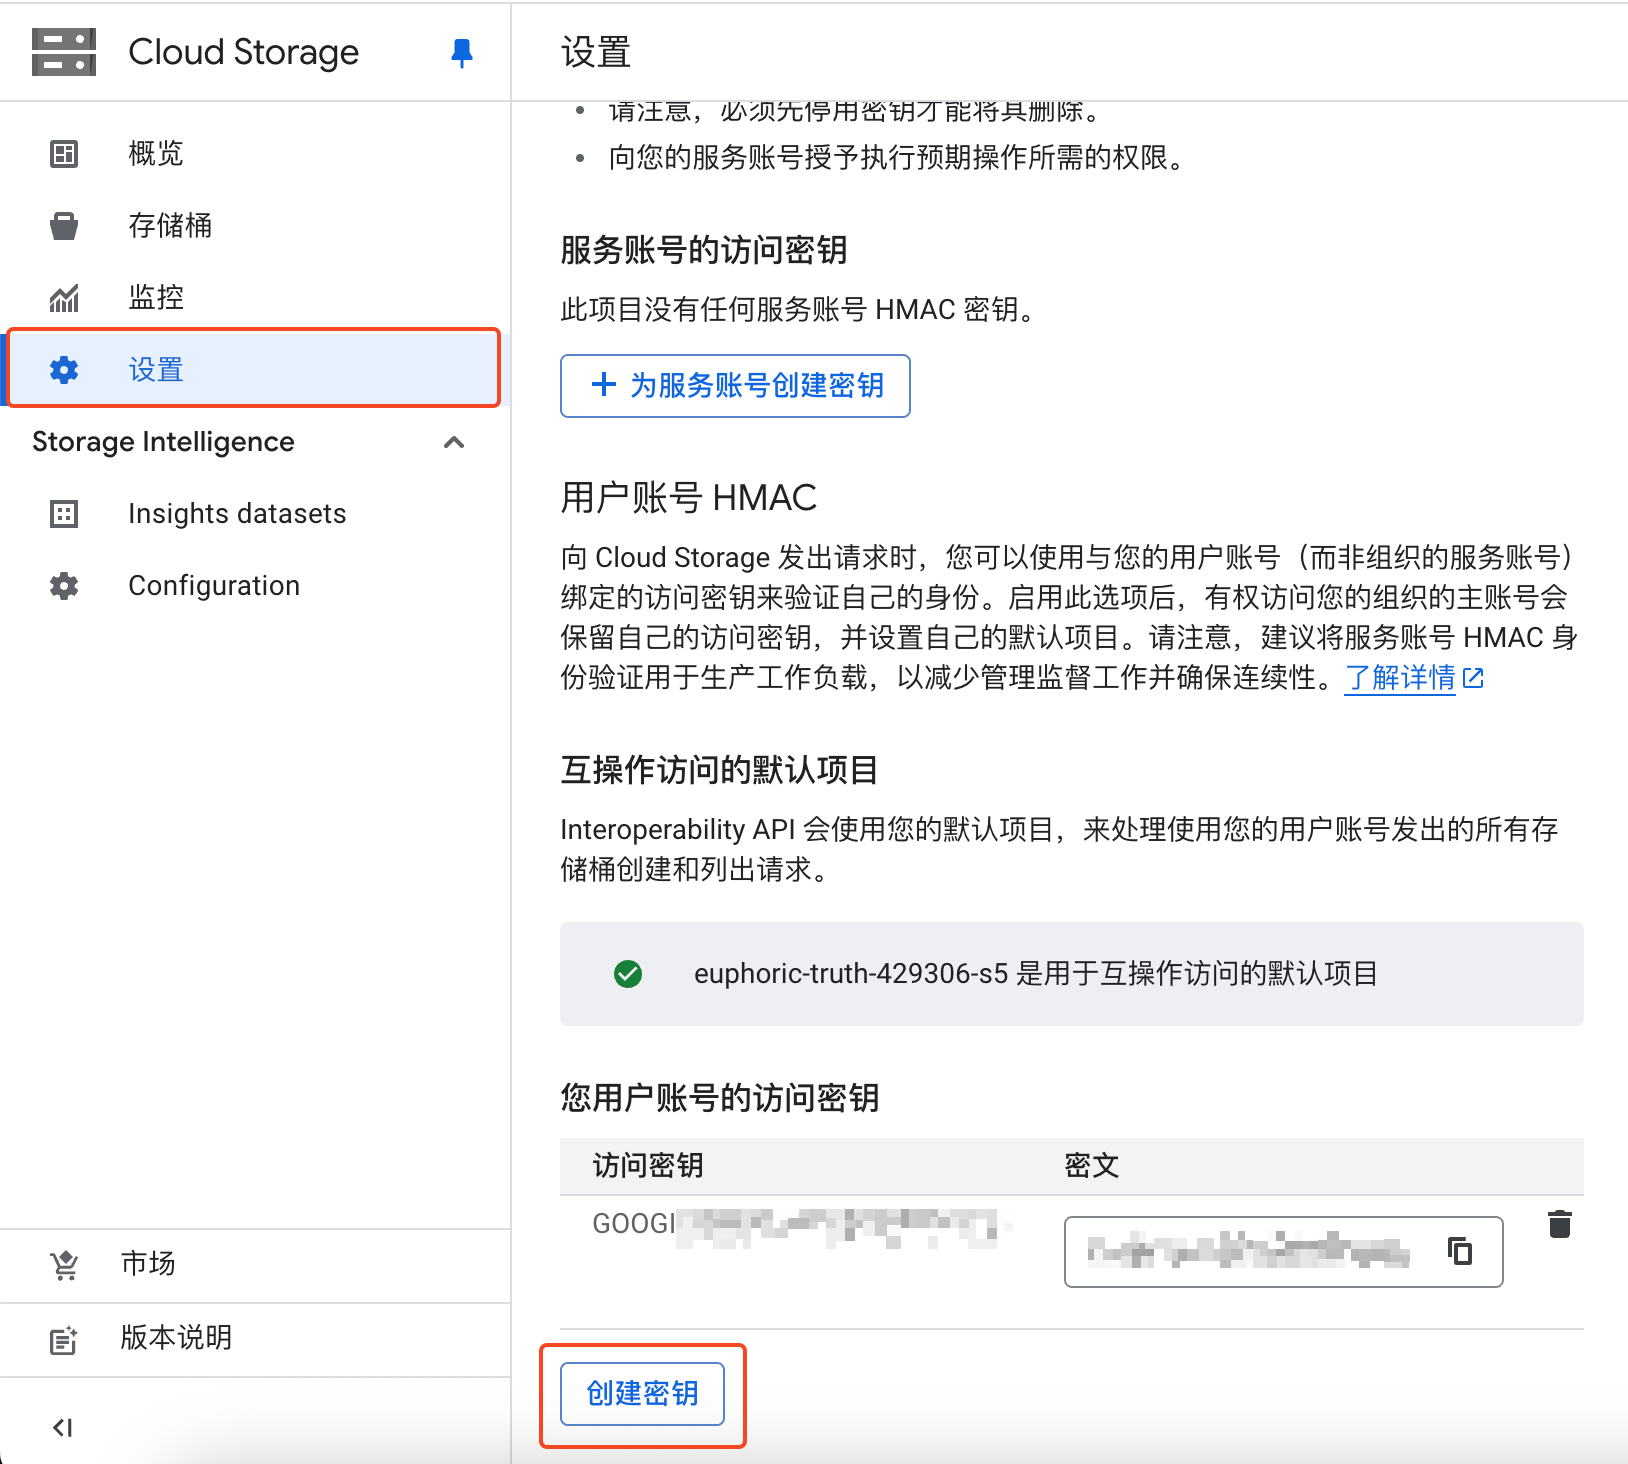 Cloud Storage
概览
存储桶
监控
设置
Storage Intelligence
Insights datasets
Configuration
市场
版本说明
设置
请注意，必须先停用密钥才能将其删除。
向您的服务账号授予执行预期操作所需的权限。
服务账号的访问密钥
此项目没有任何服务账号 HMAC 密钥。
为服务账号创建密钥
用户账号 HMAC
向 Cloud Storage 发出请求时，您可以使用与您的用户账号（而非组织的服务账号）
绑定的访问密钥来验证自己的身份。启用此选项后，有权访问您的组织的主账号会
保留自己的访问密钥，并设置自己的默认项目。请注意，建议将服务账号 HMAC 身
份验证用于生产工作负载，以减少管理监督工作并确保连续性。了解详情
互操作访问的默认项目
Interoperability API 会使用您的默认项目，来处理使用您的用户账号发出的所有存
储桶创建和列出请求。
euphoric-truth-429306-s5 是用于互操作访问的默认项目
您用户账号的访问密钥
访问密钥 密文
GOOG
创建密钥